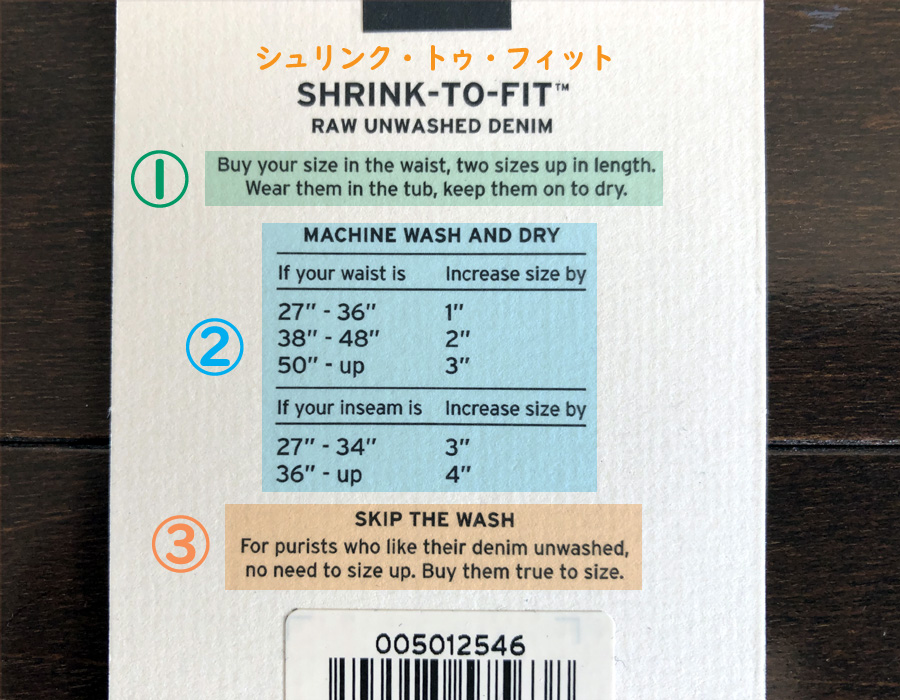 シュリンク・トゥ・フィット
SHRINK-TO-FIT™
RAW UNWASHED DENIM
① Buy your size in the waist, two sizes up in length.
Wear them in the tub, keep them on to dry.
MACHINE WASH AND DRY
If your waist is Increase size by
27" - 36" 1"
② 38" - 48" 2"
50" - up 3"
If your inseam is Increase size by
27" - 34" 3"
36" - up 4"
SKIP THE WASH
③ For purists who like their denim unwashed,
no need to size up. Buy them true to size.
005012546